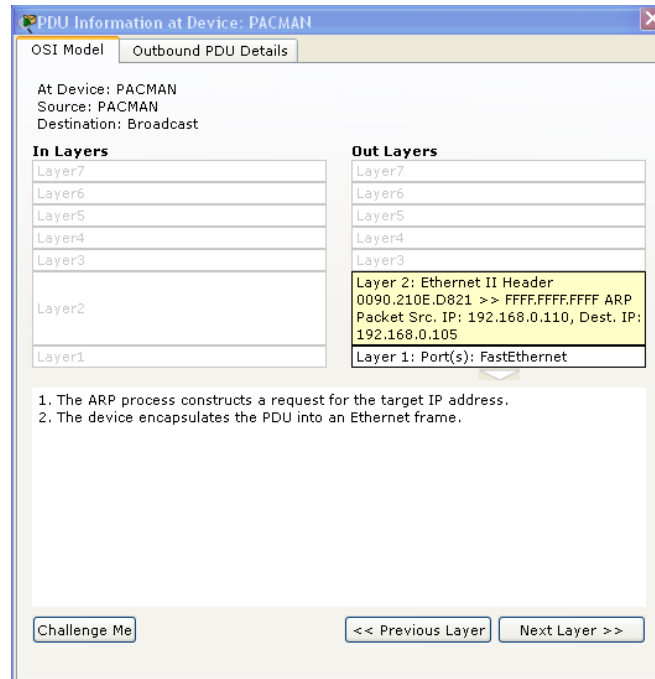 PDU Information at Device: PACMAN
OSI Model
Outbound PDU Details
At Device: PACMAN
Source: PACMAN
Destination: Broadcast
In Layers
Layer7
Layer6
Layer5
Layer4
Layer3
Layer2
Layer1
Out Layers
Layer7
Layer6
Layer5
Layer4
Layer3
Layer 2: Ethernet II Header
0090.210E.D821 >> FFFF.FFFF.FFFF ARP
Packet Src. IP: 192.168.0.110, Dest. IP:
192.168.0.105
Layer 1: Port(s): FastEthernet
1. The ARP process constructs a request for the target IP address.
2. The device encapsulates the PDU into an Ethernet frame.
Challenge Me
<< Previous Layer
Next Layer >>